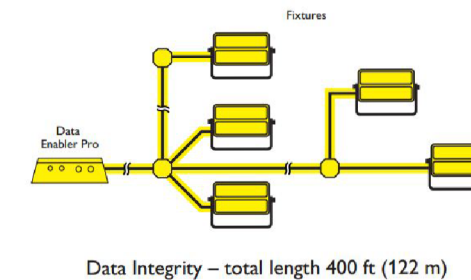 Fixtures
Data
Enabler Pro
Data Integrity – total length 400 ft (122 m)